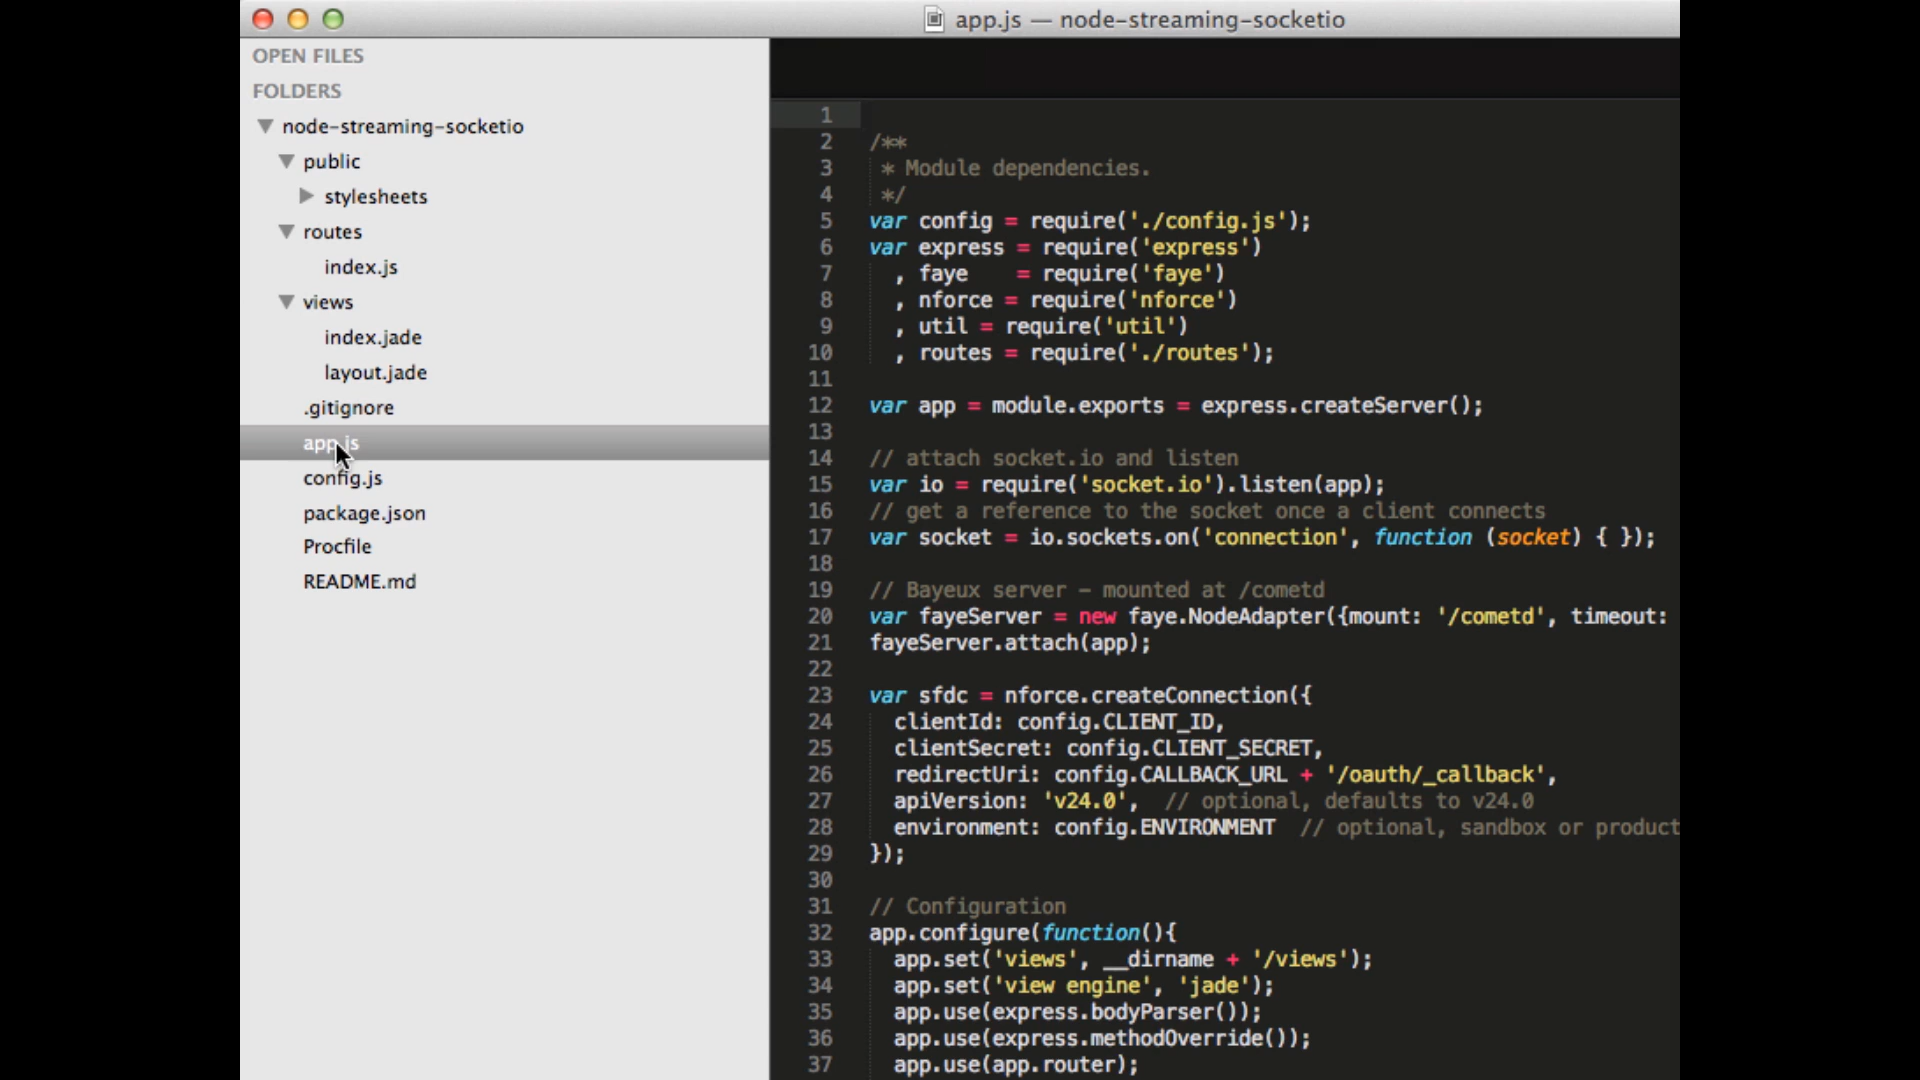 app.js — node-streaming-socketio
OPEN FILES
FOLDERS
node-streaming-socketio
public
stylesheets
routes
index.js
views
index.jade
layout.jade
.gitignore
app.js
config.js
package.json
Procfile
README.md
1
2 /**
3 * Module dependencies.
4 */
5 var config = require('./config.js');
6 var express = require('express')
7 , faye    = require('faye')
8 , nforce = require('nforce')
9 , util = require('util')
10 , routes = require('./routes');
11
12 var app = module.exports = express.createServer();
13
14 // attach socket.io and listen
15 var io = require('socket.io').listen(app);
16 // get a reference to the socket once a client connects
17 var socket = io.sockets.on('connection', function (socket) { });
18
19 // Bayeux server - mounted at /cometd
20 var fayeServer = new faye.NodeAdapter({mount: '/cometd', timeout:
21 fayeServer.attach(app);
22
23 var sfdc = nforce.createConnection({
24 clientId: config.CLIENT_ID,
25 clientSecret: config.CLIENT_SECRET,
26 redirectUri: config.CALLBACK_URL + '/oauth/_callback',
27 apiVersion: 'v24.0',  // optional, defaults to v24.0
28 environment: config.ENVIRONMENT  // optional, sandbox or product
29 });
30
31 // Configuration
32 app.configure(function(){
33 app.set('views', __dirname + '/views');
34 app.set('view engine', 'jade');
35 app.use(express.bodyParser());
36 app.use(express.methodOverride());
37 app.use(app.router);